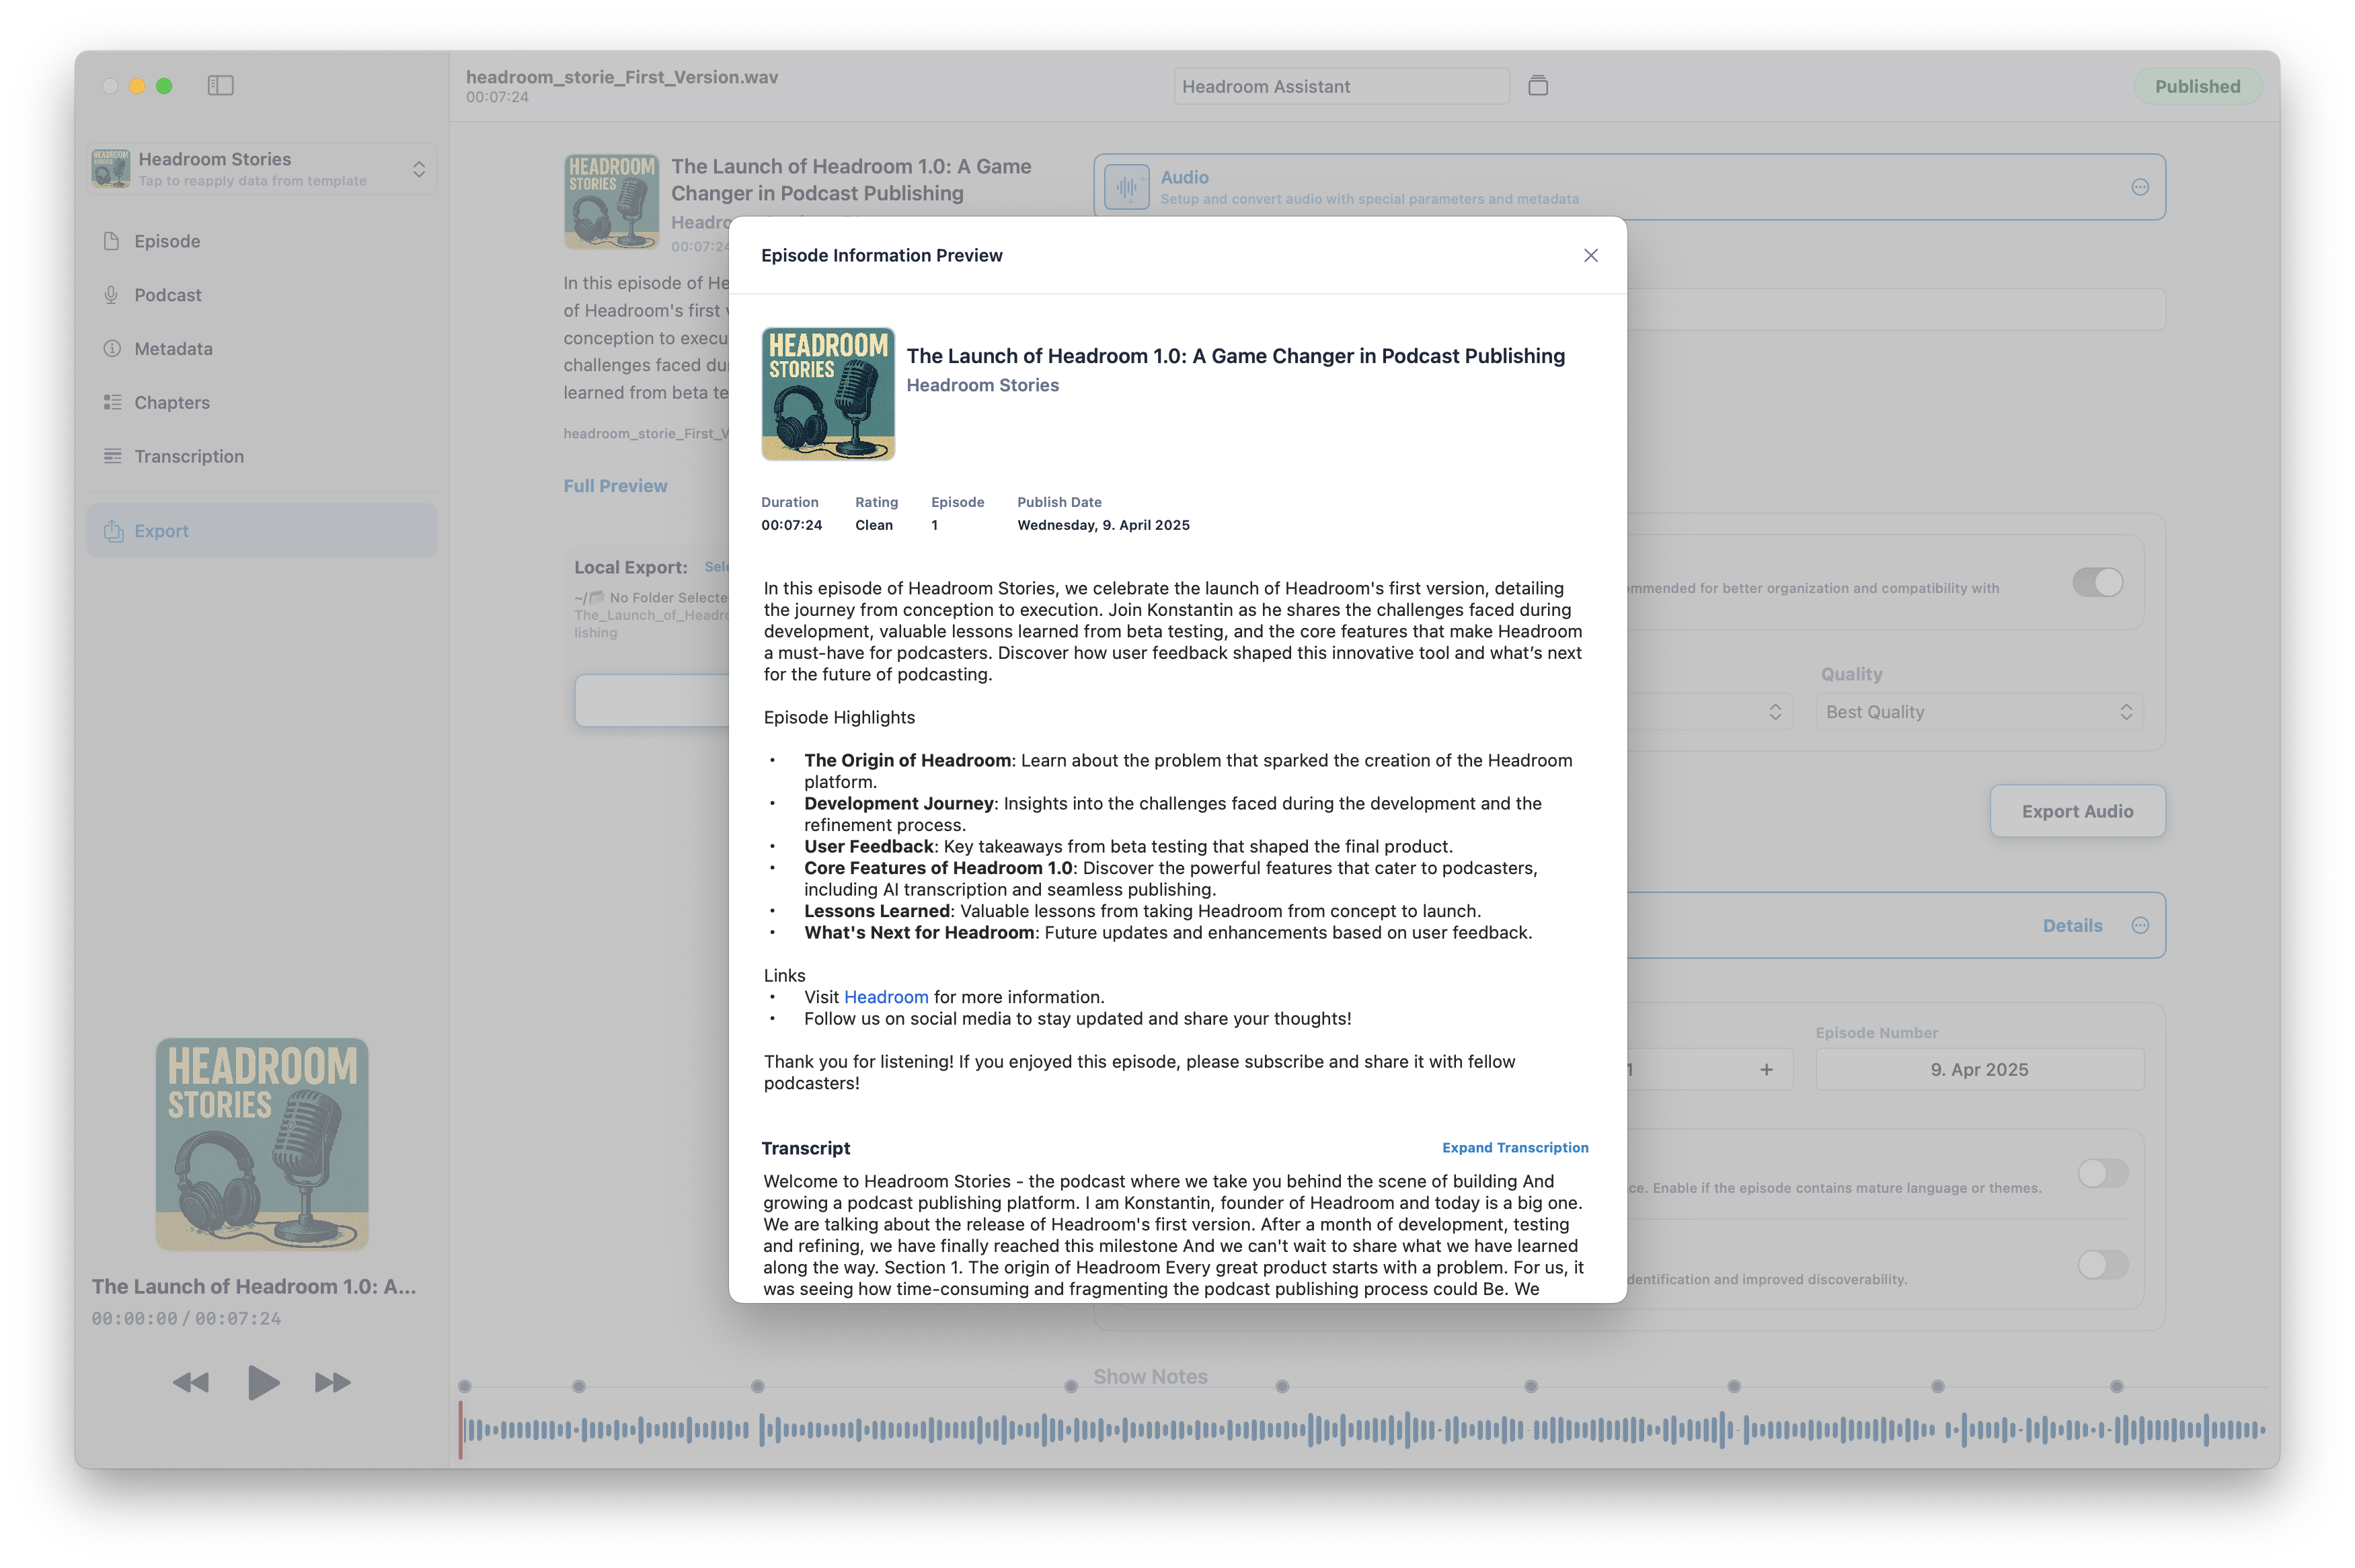 headroom_storie_First_Version.wav
00:07:24
Headroom Assistant
Published
HEADROOM
STORIES
Headroom Stories
Tap to reapply data from template
Episode
Podcast
Metadata
Chapters
Transcription
Export
HEADROOM
STORIES
The Launch of Headroom 1.0: A...
00:00:00 / 00:07:24
HEADROOM
STORIES
The Launch of Headroom 1.0: A Game
Changer in Podcast Publishing
00:07:24
In this episode of
of Headroom's first
conception to
challenges faced
learned from beta
Full Preview
Local Export:
~/ No Folder
lishing
Audio
Setup and convert audio with special parameters and metadata
for better organization and compatibility with
Quality
Best Quality
Export Audio
Details
Episode Number
1
+
9. Apr 2025
Enable if the episode contains mature language or themes.
and improved discoverability.
Show Notes
Episode Information Preview
HEADROOM
STORIES
The Launch of Headroom 1.0: A Game Changer in Podcast Publishing
Headroom Stories
Duration Rating Episode Publish Date
00:07:24 Clean 1 Wednesday, 9. April 2025
In this episode of Headroom Stories, we celebrate the launch of Headroom's first version, detailing
the journey from conception to execution. Join Konstantin as he shares the challenges faced during
development, valuable lessons learned from beta testing, and the core features that make Headroom
a must-have for podcasters. Discover how user feedback shaped this innovative tool and what’s next
for the future of podcasting.
Episode Highlights
• The Origin of Headroom: Learn about the problem that sparked the creation of the Headroom
platform.
• Development Journey: Insights into the challenges faced during the development and the
refinement process.
• User Feedback: Key takeaways from beta testing that shaped the final product.
• Core Features of Headroom 1.0: Discover the powerful features that cater to podcasters,
including AI transcription and seamless publishing.
• Lessons Learned: Valuable lessons from taking Headroom from concept to launch.
• What's Next for Headroom: Future updates and enhancements based on user feedback.
Links
• Visit Headroom for more information.
• Follow us on social media to stay updated and share your thoughts!
Thank you for listening! If you enjoyed this episode, please subscribe and share it with fellow
podcasters!
Transcript
Expand Transcription
Welcome to Headroom Stories - the podcast where we take you behind the scene of building And
growing a podcast publishing platform. I am Konstantin, founder of Headroom and today is a big one.
We are talking about the release of Headroom's first version. After a month of development, testing
and refining, we have finally reached this milestone And we can't wait to share what we have learned
along the way. Section 1. The origin of Headroom Every great product starts with a problem. For us, it
was seeing how time-consuming and fragmenting the podcast publishing process could Be. We